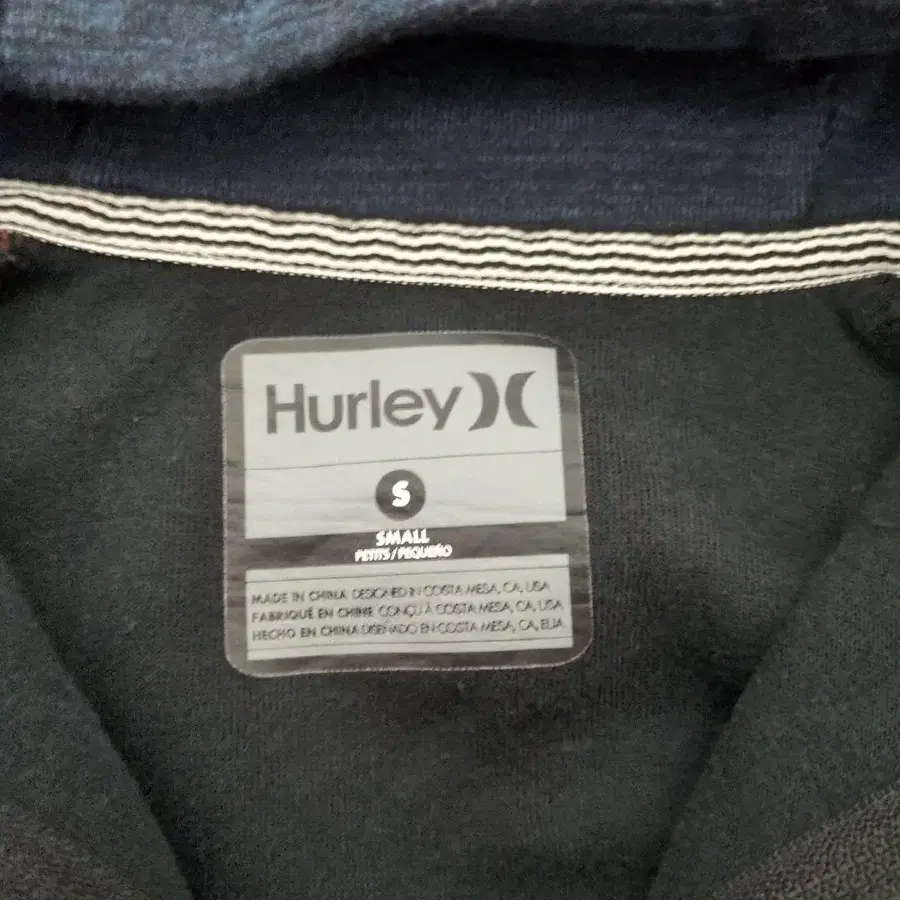 Hurley
S
SMALL
PETITS/PEQUEÑO
MADE IN CHINA DESIGNED IN COSTA MESA, CA, USA
FABRIQUÉ EN CHINE CONÇU À COSTA MESA, CA, USA
HECHO EN CHINA DISEÑADO EN COSTA MESA, CA, EUA